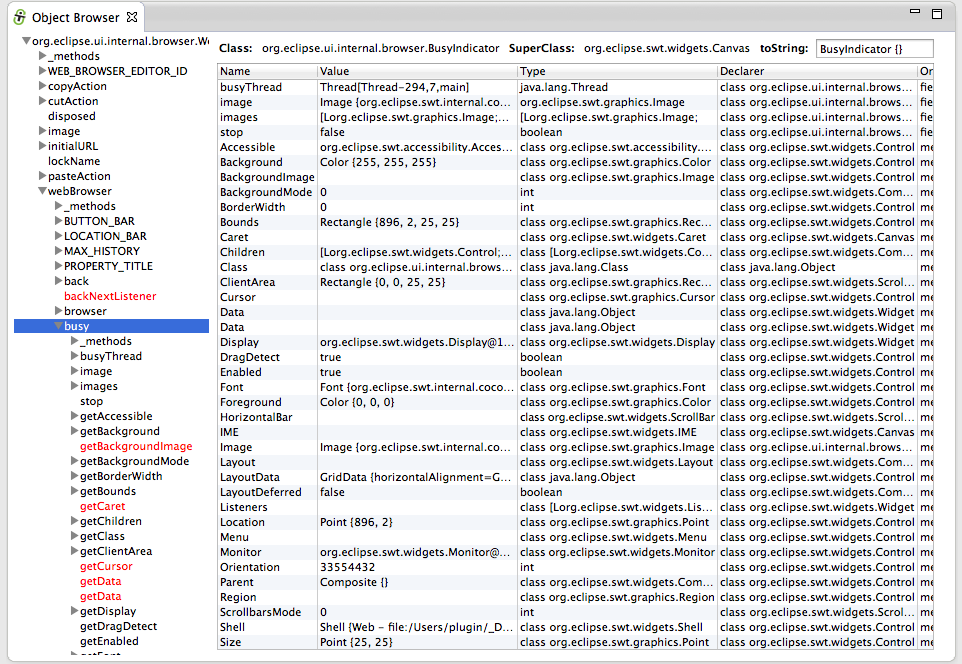 Object Browser
org.eclipse.ui.internal.browser.We
_methods
WEB_BROWSER_EDITOR_ID
copyAction
cutAction
disposed
image
initialURL
lockName
pasteAction
webBrowser
_methods
BUTTON_BAR
LOCATION_BAR
MAX_HISTORY
PROPERTY_TITLE
back
backNextListener
browser
busy
_methods
busyThread
image
images
stop
getAccessible
getBackground
getBackgroundImage
getBackgroundMode
getBorderWidth
getBounds
getCaret
getChildren
getClass
getClientArea
getCursor
getData
getData
getDisplay
getDragDetect
getEnabled
getFont
Class: org.eclipse.ui.internal.browser.BusyIndicator SuperClass: org.eclipse.swt.widgets.Canvas toString: BusyIndicator {}
Name Value Type Declarer Or
busyThread Thread[Thread-294,7,main] java.lang.Thread class org.eclipse.ui.internal.brows... fie
image Image {org.eclipse.swt.internal.co... org.eclipse.swt.graphics.Image class org.eclipse.ui.internal.brows... fie
images [Lorg.eclipse.swt.graphics.Image;... [Lorg.eclipse.swt.graphics.Image; class org.eclipse.ui.internal.brows... fie
stop false boolean class org.eclipse.ui.internal.brows... fie
Accessible org.eclipse.swt.accessibility.Acces... class org.eclipse.swt.accessibility.... class org.eclipse.swt.widgets.Control me
Background Color {255, 255, 255} class org.eclipse.swt.graphics.Color class org.eclipse.swt.widgets.Control me
BackgroundImage class org.eclipse.swt.graphics.Image class org.eclipse.swt.widgets.Control me
BackgroundMode 0 int class org.eclipse.swt.widgets.Com... me
BorderWidth 0 int class org.eclipse.swt.widgets.Control me
Bounds Rectangle {896, 2, 25, 25} class org.eclipse.swt.graphics.Rec... class org.eclipse.swt.widgets.Control me
Caret class org.eclipse.swt.widgets.Caret class org.eclipse.swt.widgets.Canvas me
Children [Lorg.eclipse.swt.widgets.Control;... class [Lorg.eclipse.swt.widgets.Co... class org.eclipse.swt.widgets.Com... me
Class class org.eclipse.ui.internal.brows... class java.lang.Class class java.lang.Object me
ClientArea Rectangle {0, 0, 25, 25} class org.eclipse.swt.graphics.Rec... class org.eclipse.swt.widgets.Scrol... me
Cursor class org.eclipse.swt.graphics.Cursor class org.eclipse.swt.widgets.Control me
Data class java.lang.Object class org.eclipse.swt.widgets.Widget me
Data class java.lang.Object class org.eclipse.swt.widgets.Widget me
Display org.eclipse.swt.widgets.Display@1... class org.eclipse.swt.widgets.Display class org.eclipse.swt.widgets.Widget me
DragDetect true boolean class org.eclipse.swt.widgets.Control me
Enabled true boolean class org.eclipse.swt.widgets.Control me
Font Font {org.eclipse.swt.internal.coco... class org.eclipse.swt.graphics.Font class org.eclipse.swt.widgets.Control me
Foreground Color {0, 0, 0} class org.eclipse.swt.graphics.Color class org.eclipse.swt.widgets.Control me
HorizontalBar class org.eclipse.swt.widgets.ScrollBar class org.eclipse.swt.widgets.Scrol... me
IME class org.eclipse.swt.widgets.IME class org.eclipse.swt.widgets.Canvas me
Image Image {org.eclipse.swt.internal.co... class org.eclipse.swt.graphics.Image class org.eclipse.ui.internal.brows... me
Layout class org.eclipse.swt.widgets.Layout class org.eclipse.swt.widgets.Com... me
LayoutData GridData {horizontalAlignment=G... class java.lang.Object class org.eclipse.swt.widgets.Control me
LayoutDeferred false boolean class org.eclipse.swt.widgets.Com... me
Listeners class [Lorg.eclipse.swt.widgets.Lis... class org.eclipse.swt.widgets.Widget me
Location Point {896, 2} class org.eclipse.swt.graphics.Point class org.eclipse.swt.widgets.Control me
Menu class org.eclipse.swt.widgets.Menu class org.eclipse.swt.widgets.Control me
Monitor org.eclipse.swt.widgets.Monitor@... class org.eclipse.swt.widgets.Monitor class org.eclipse.swt.widgets.Control me
Orientation 33554432 int class org.eclipse.swt.widgets.Control me
Parent Composite {} class org.eclipse.swt.widgets.Com... class org.eclipse.swt.widgets.Control me
Region class org.eclipse.swt.graphics.Region class org.eclipse.swt.widgets.Control me
ScrollbarsMode 0 int class org.eclipse.swt.widgets.Scrol... me
Shell Shell {Web - file:/Users/plugin/_D... class org.eclipse.swt.widgets.Shell class org.eclipse.swt.widgets.Control me
Size Point {25, 25} class org.eclipse.swt.graphics.Point class org.eclipse.swt.widgets.Control me